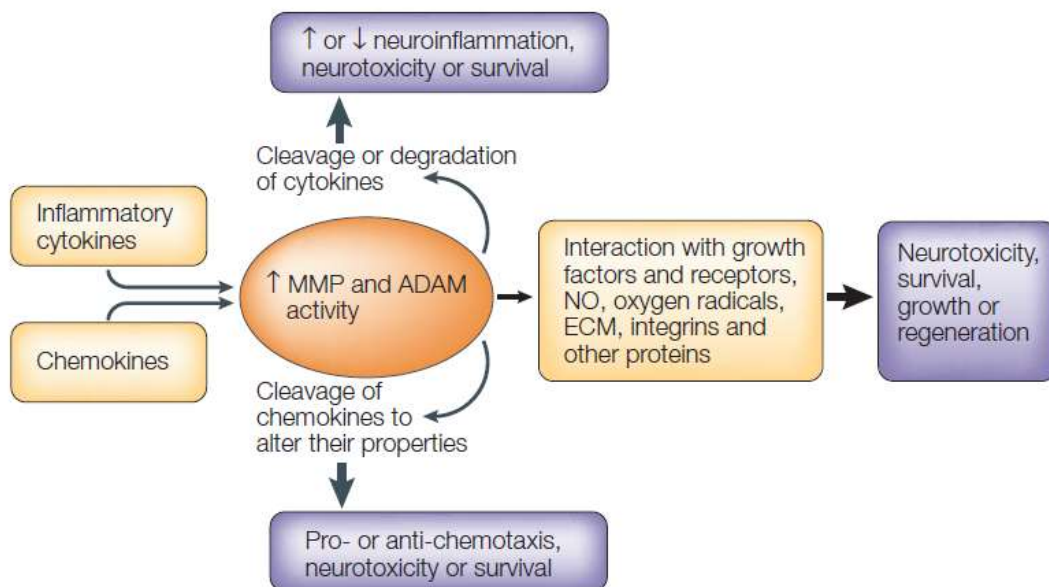 ↑ or ↓ neuroinflammation,
neurotoxicity or survival
Cleavage or degradation
of cytokines
Inflammatory
cytokines
Chemokines
↑ MMP and ADAM
activity
Interaction with growth
factors and receptors,
NO, oxygen radicals,
ECM, integrins and
other proteins
Neurotoxicity,
survival,
growth or
regeneration
Cleavage of
chemokines to
alter their properties
Pro- or anti-chemotaxis,
neurotoxicity or survival